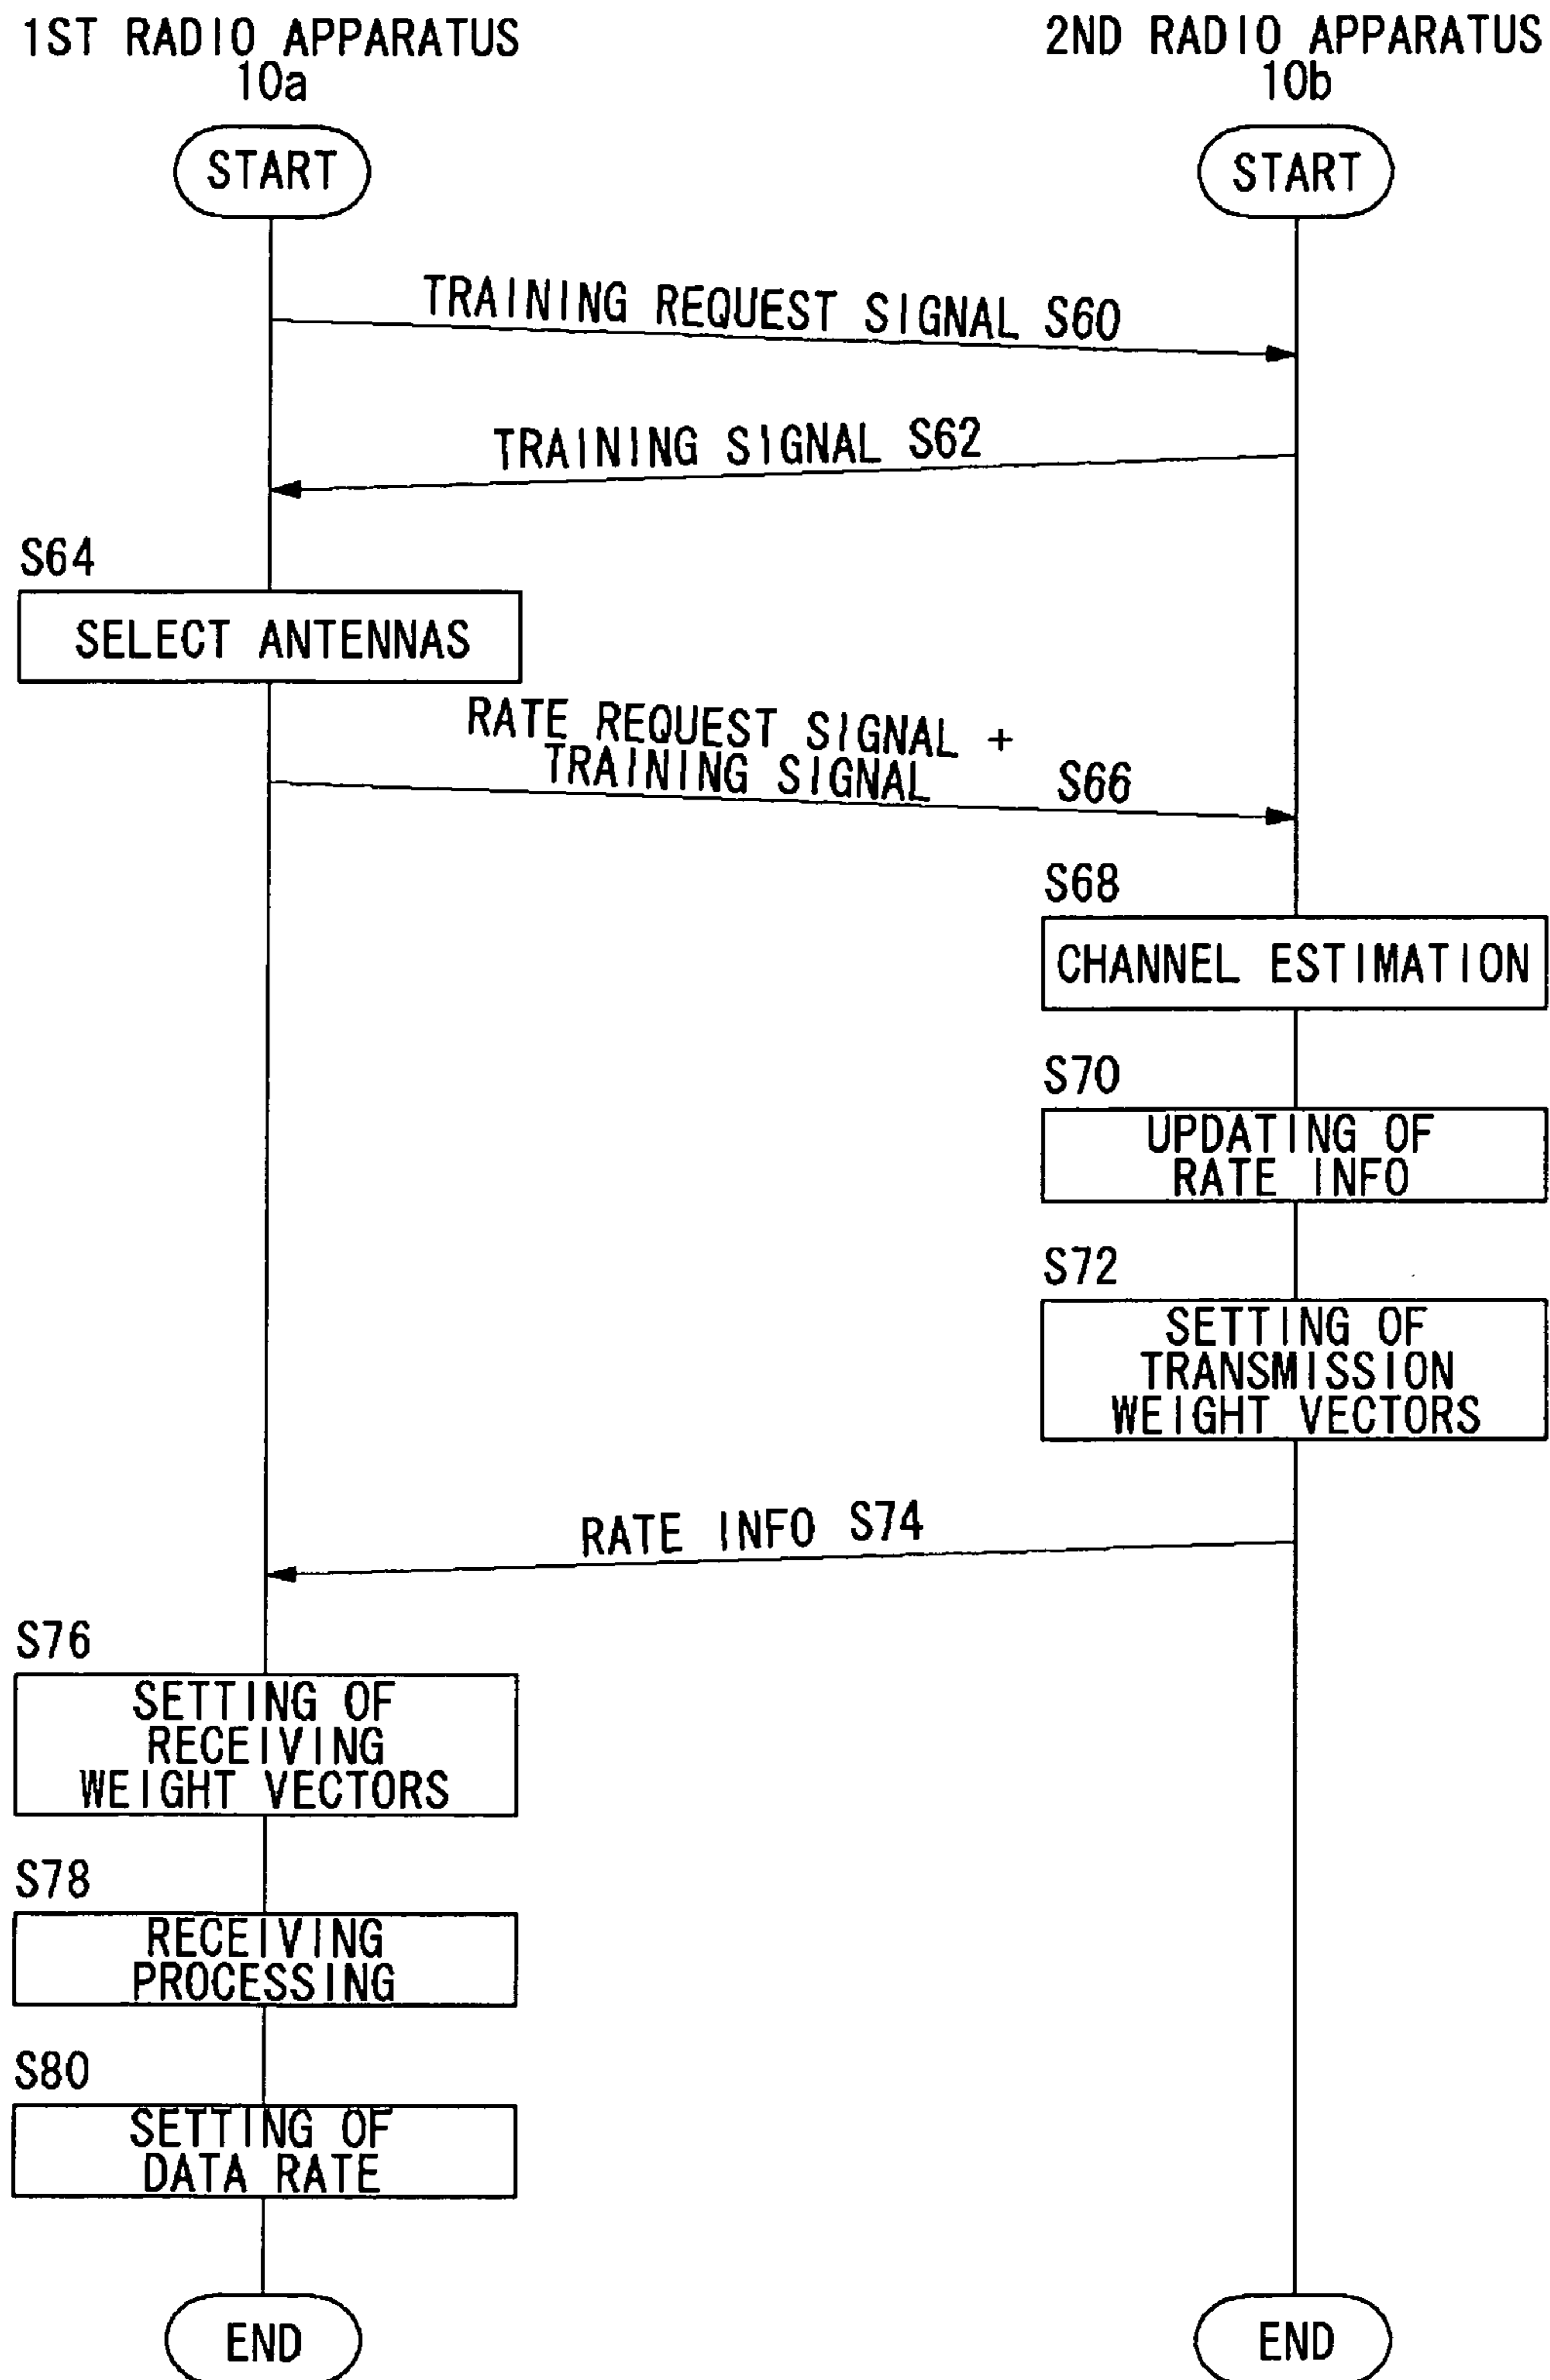 1ST RADIO APPARATUS
10a
2ND RADIO APPARATUS
10b
START
START
TRAINING REQUEST SIGNAL S60
TRAINING SIGNAL S62
S64
SELECT ANTENNAS
RATE REQUEST SIGNAL +
TRAINING SIGNAL S66
S68
CHANNEL ESTIMATION
S70
UPDATING OF
RATE INFO
S72
SETTING OF
TRANSMISSION
WEIGHT VECTORS
RATE INFO S74
S76
SETTING OF
RECEIVING
WEIGHT VECTORS
S78
RECEIVING
PROCESSING
S80
SETTING OF
DATA RATE
END
END